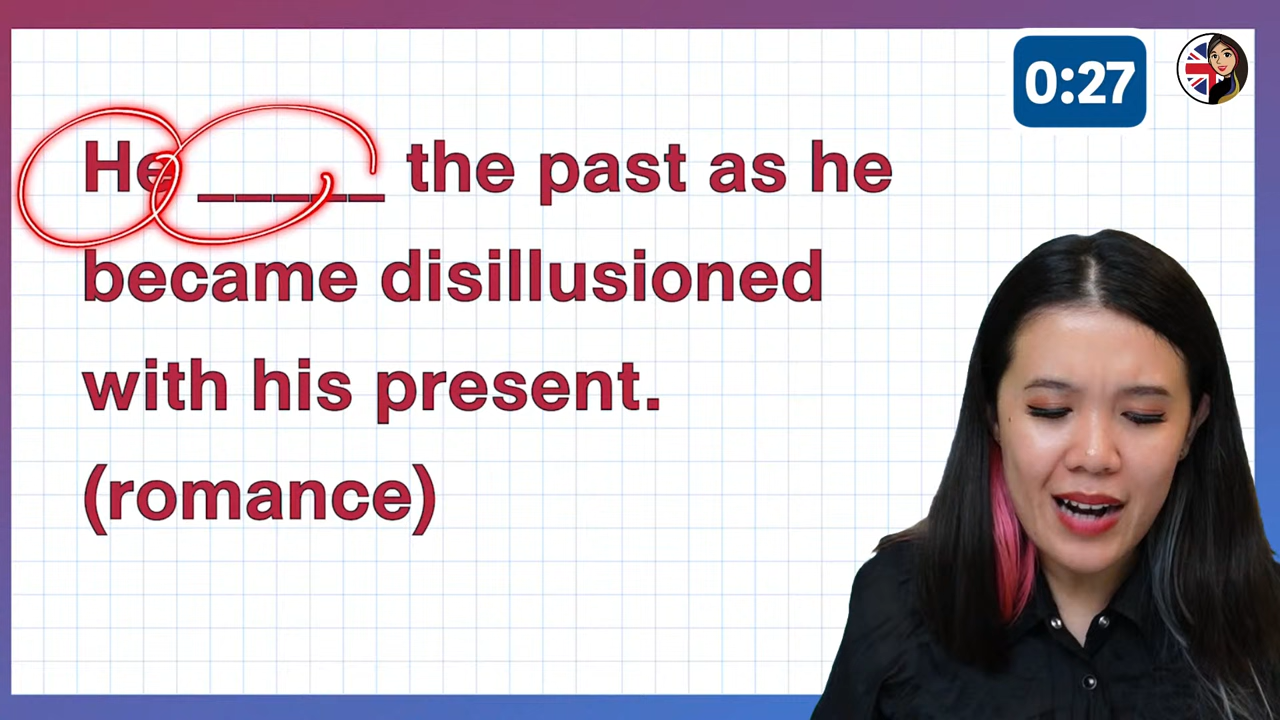 0:27
He _____ the past as he
became disillusioned
with his present.
(romance)